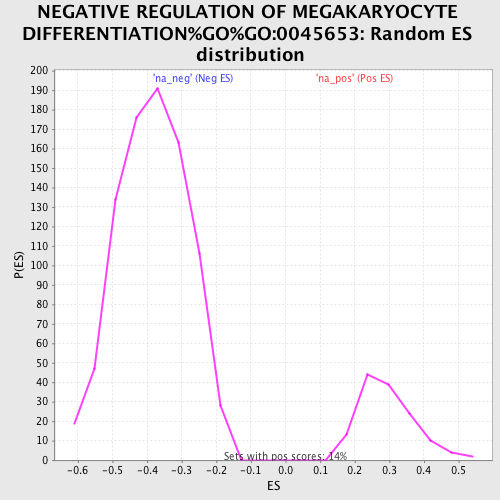 NEGATIVE REGULATION OF MEGAKARYOCYTE
DIFFERENTIATION%GO%GO:0045653: Random ES
distribution
'na_neg' (Neg ES)
'na_pos' (Pos ES)
P(ES)
200
190
180
170
160
150
140
130
120
110
100
90
80
70
60
50
40
30
20
10
0
Sets with pos scores: 14%
-0.6 -0.5 -0.4 -0.3 -0.2 -0.1 0.0 0.1 0.2 0.3 0.4 0.5
ES